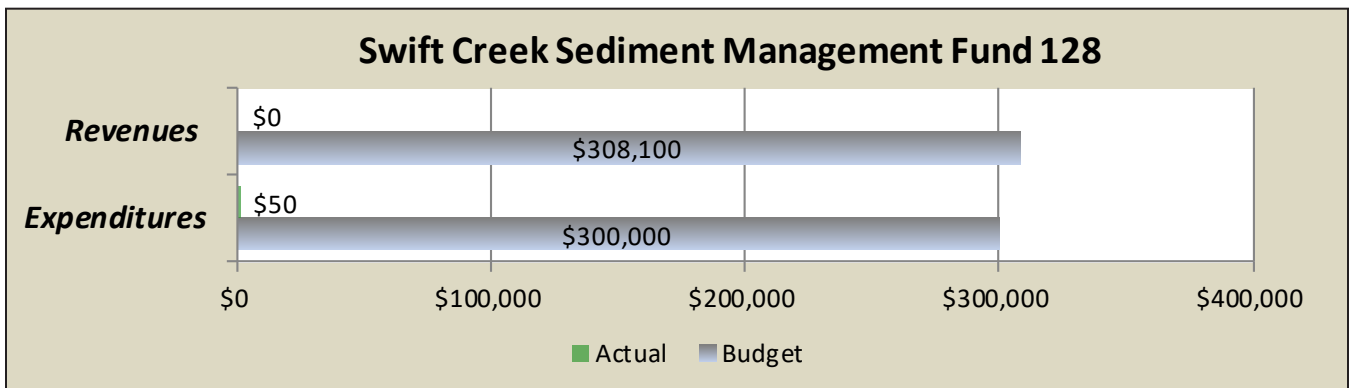 Swift Creek Sediment Management Fund 128
Revenues
$0
$308,100
Expenditures
$50
$300,000
$0 $100,000 $200,000 $300,000 $400,000
Actual Budget